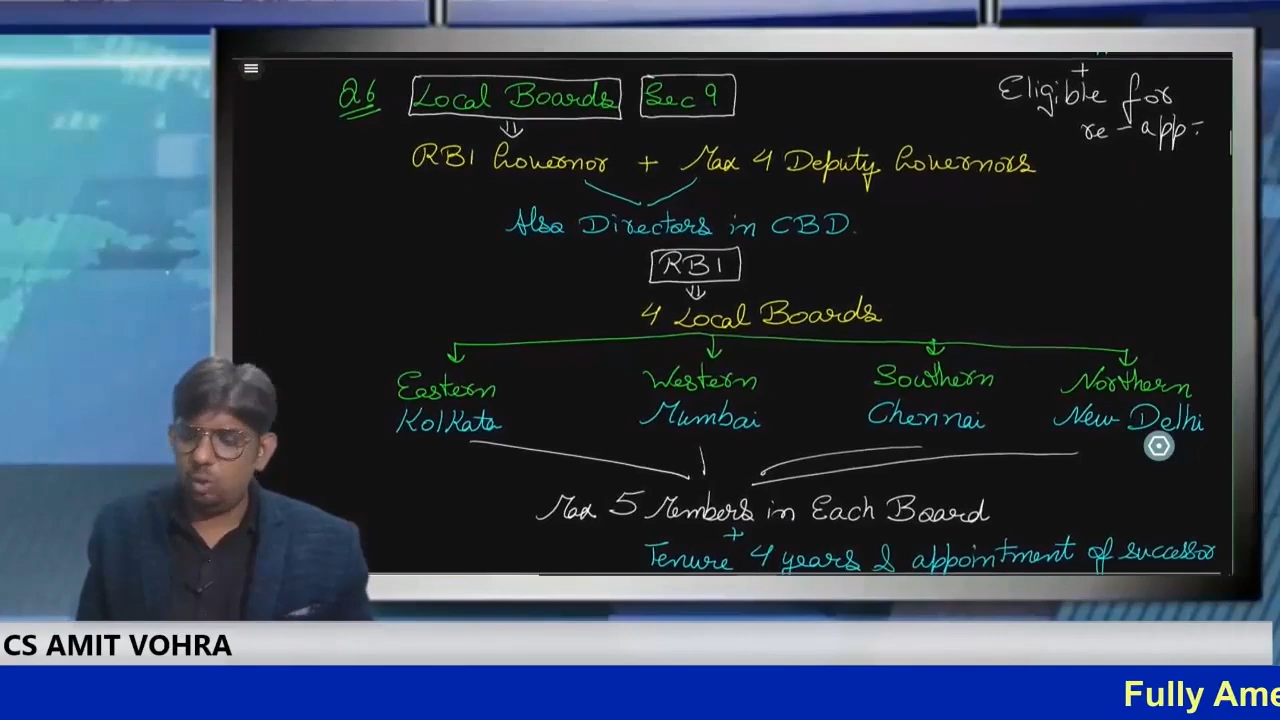 Q6 Local Boards Sec 9
+
Eligible for
re-app:
RBI Governor + Max 4 Deputy Governors
Also Directors in CBD.
RBI
4 Local Boards
Eastern Western Southern Northern
Kolkata Mumbai Chennai New Delhi
Max 5 Members in Each Board
+
Tenure 4 years & appointment of successor
CS AMIT VOHRA
Fully Ame